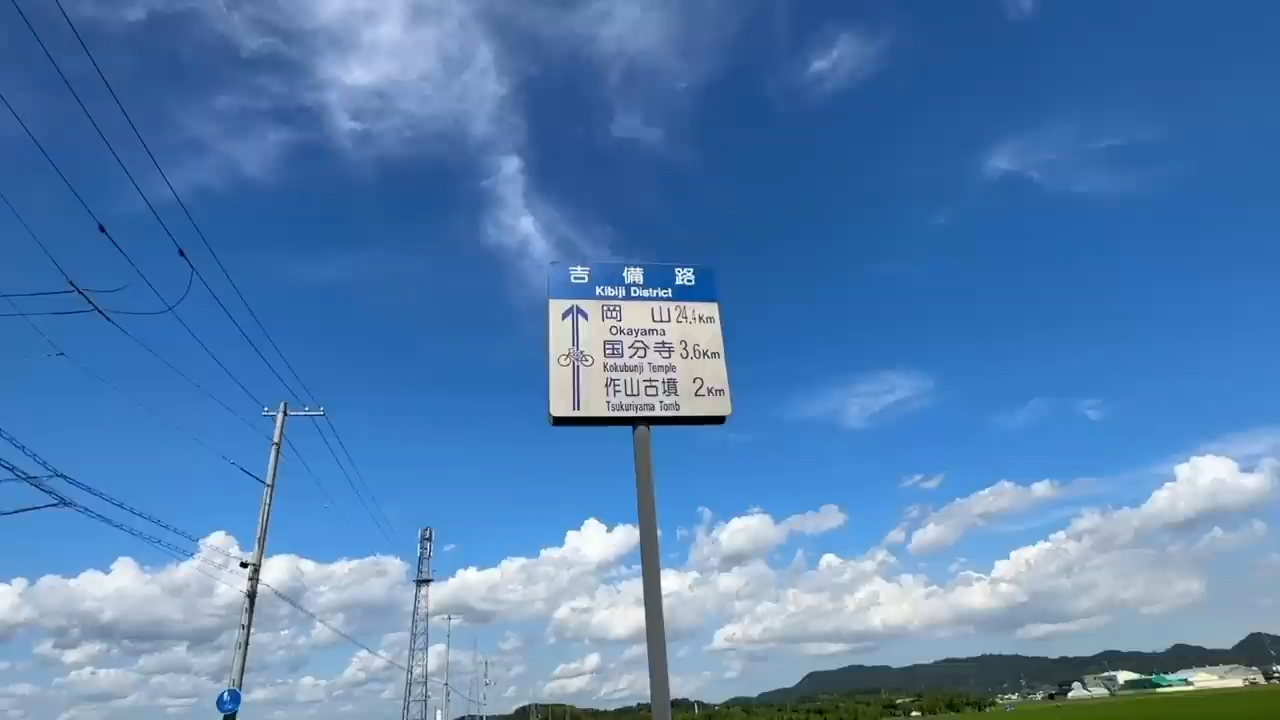 吉備路
Kibiji District
岡山 24.4Km
Okayama
国分寺 3.6Km
Kokubunji Temple
作山古墳 2Km
Tsukuriyama Tomb